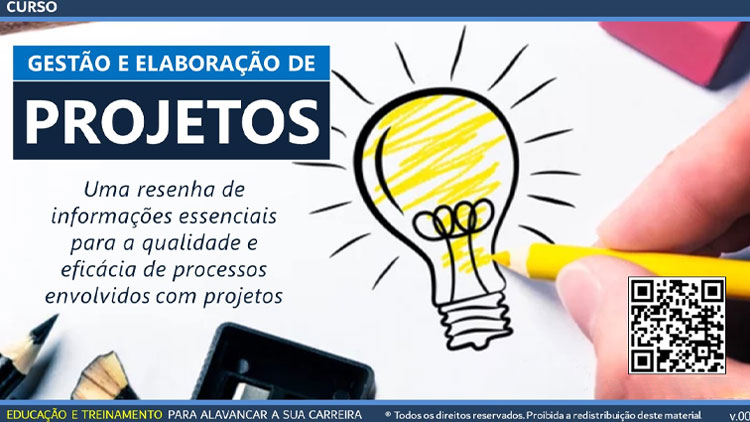 CURSO
GESTÃO E ELABORAÇÃO DE
PROJETOS
Uma resenha de
informações essenciais
para a qualidade e
eficácia de processos
envolvidos com projetos
EDUCAÇÃO E TREINAMENTO PARA ALAVANCAR A SUA CARREIRA
® Todos os direitos reservados. Proibida a redistribuição deste material.
v.00